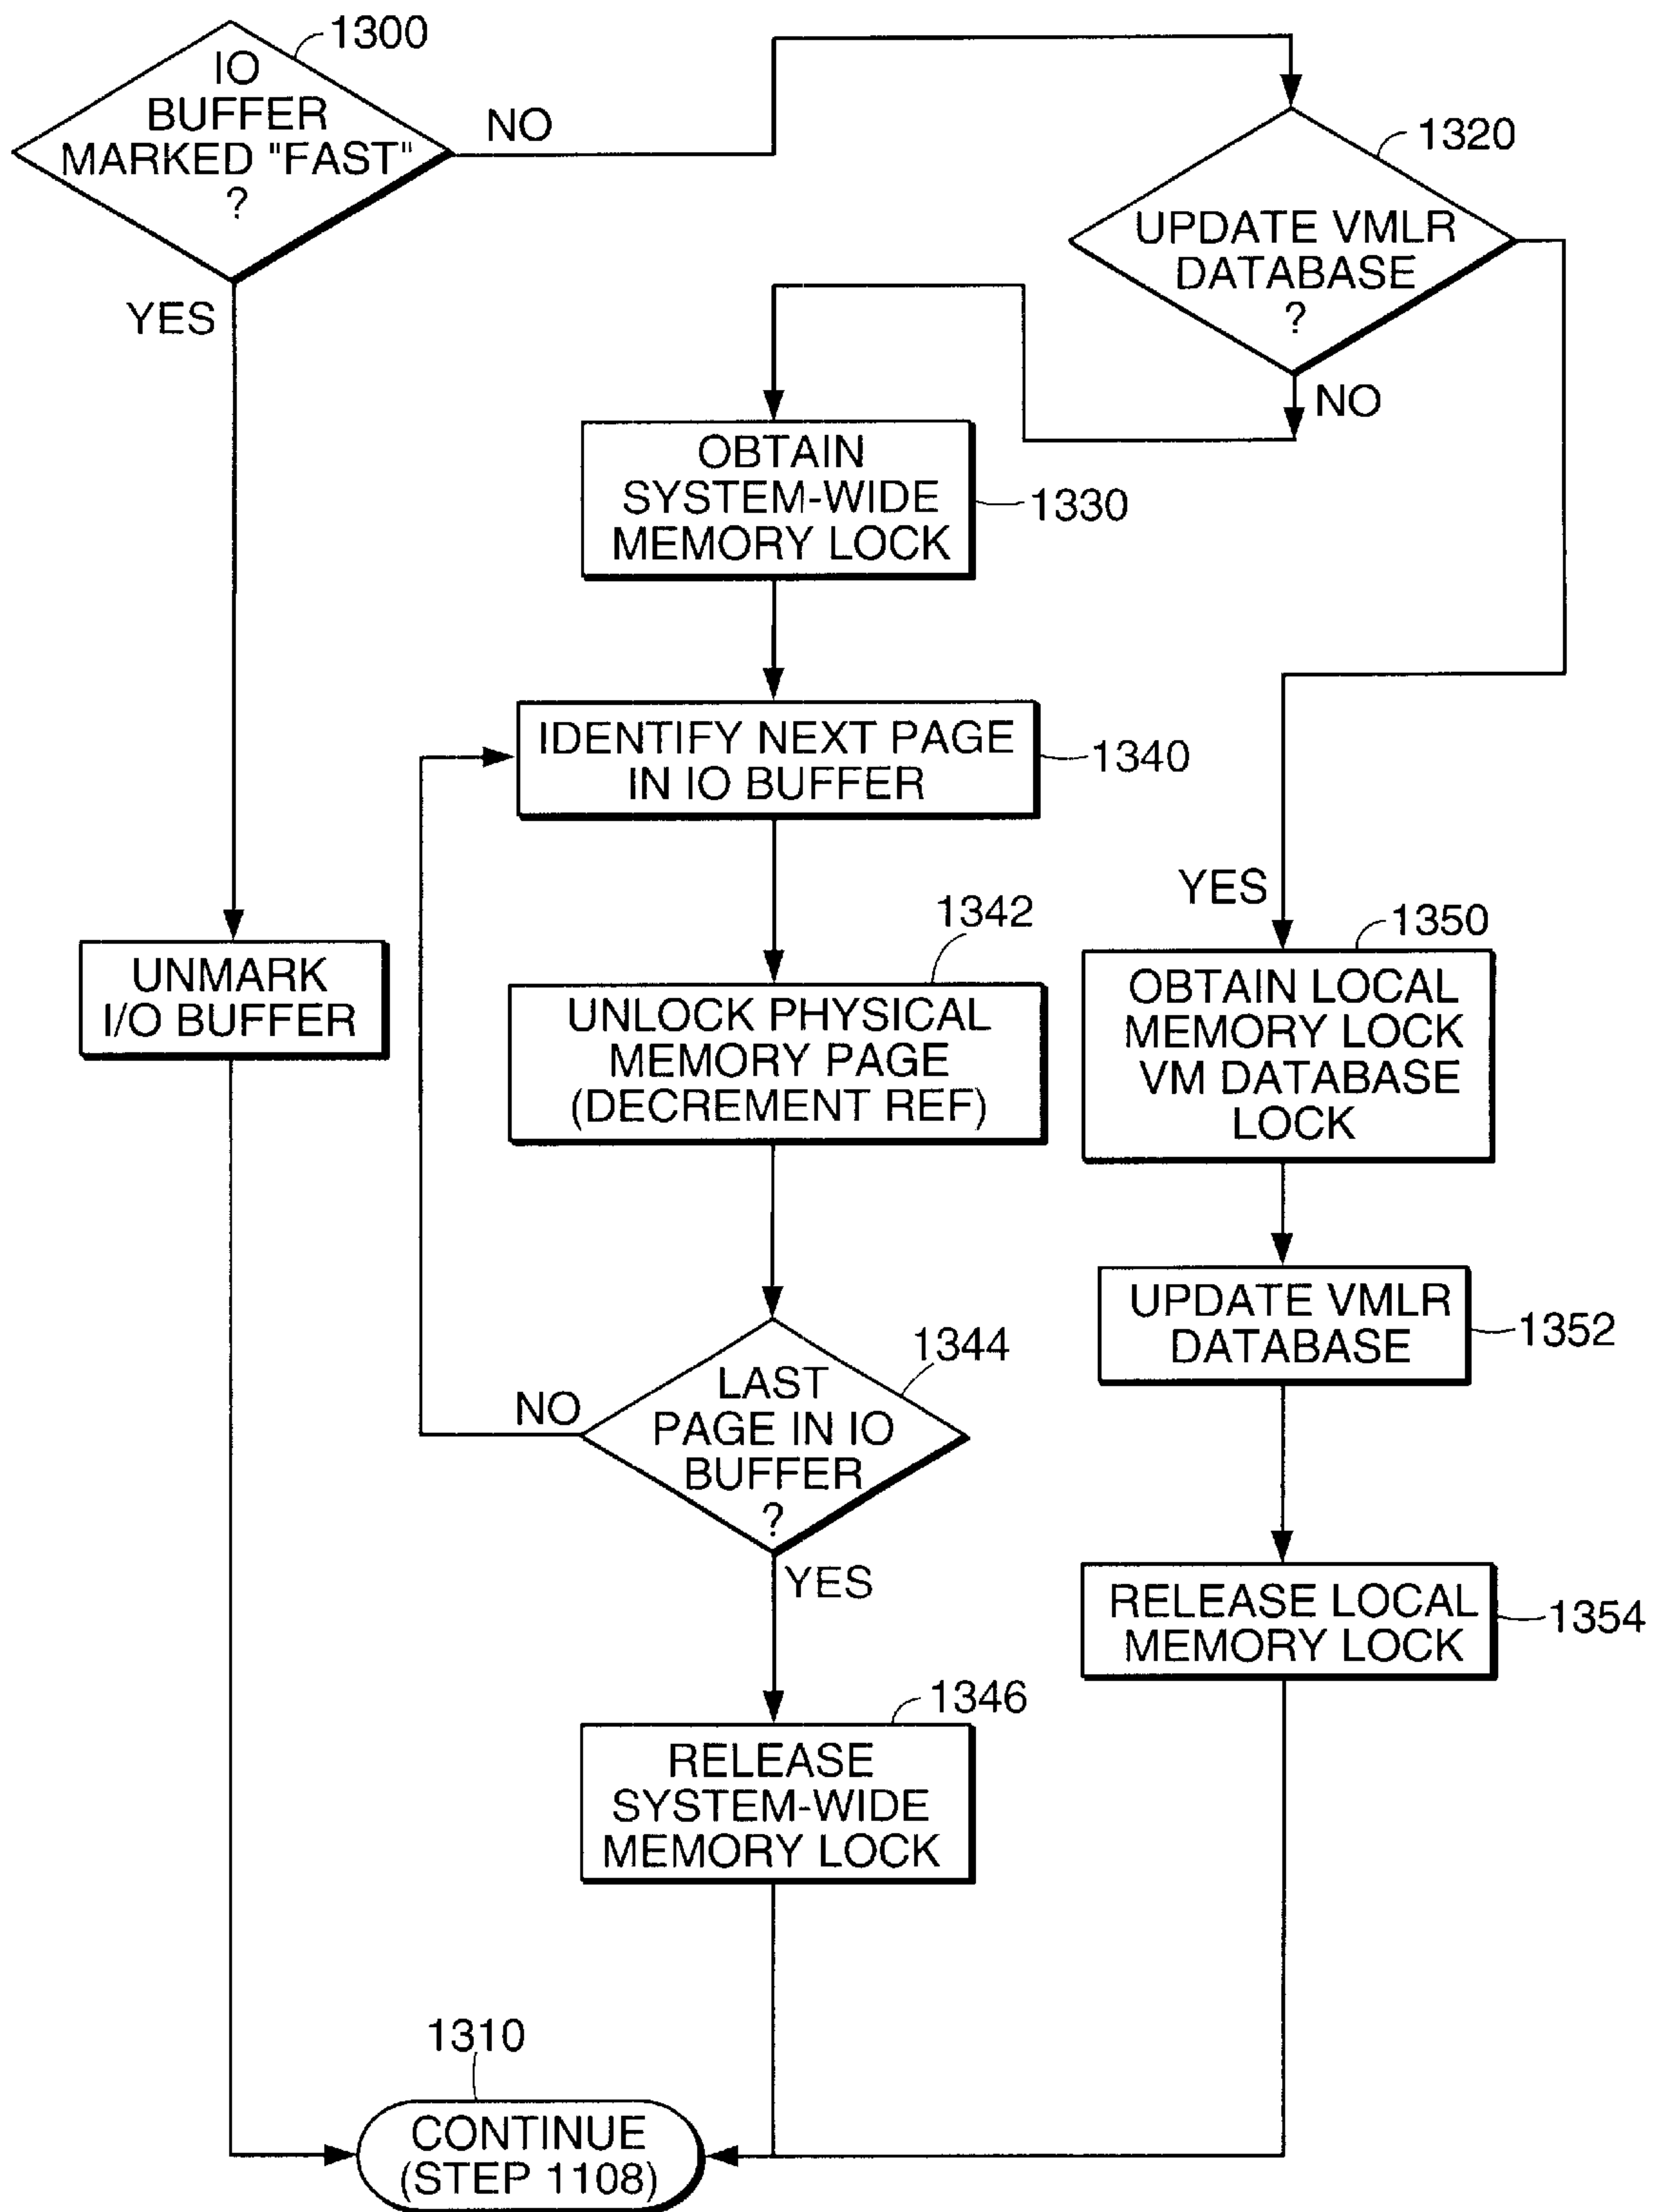 1300
IO
BUFFER
MARKED "FAST"
?
NO
YES
1320
UPDATE VMLR
DATABASE
?
NO
OBTAIN
SYSTEM-WIDE
MEMORY LOCK
1330
IDENTIFY NEXT PAGE
IN IO BUFFER
1340
YES
1342
UNLOCK PHYSICAL
MEMORY PAGE
(DECREMENT REF)
UNMARK
I/O BUFFER
1350
OBTAIN LOCAL
MEMORY LOCK
VM DATABASE
LOCK
UPDATE VMLR
DATABASE
1352
1344
LAST
PAGE IN IO
BUFFER
?
NO
YES
RELEASE LOCAL
MEMORY LOCK
1354
1346
RELEASE
SYSTEM-WIDE
MEMORY LOCK
1310
CONTINUE
(STEP 1108)